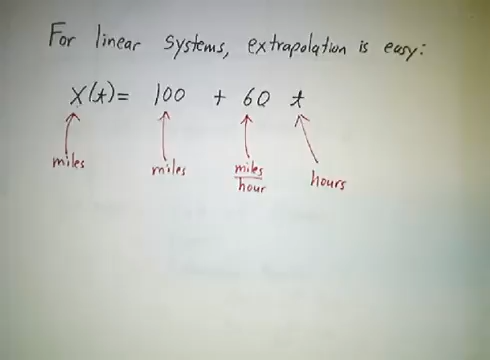 For linear systems, extrapolation is easy:
x(t) = 100 + 60 t
miles miles miles/hour hours